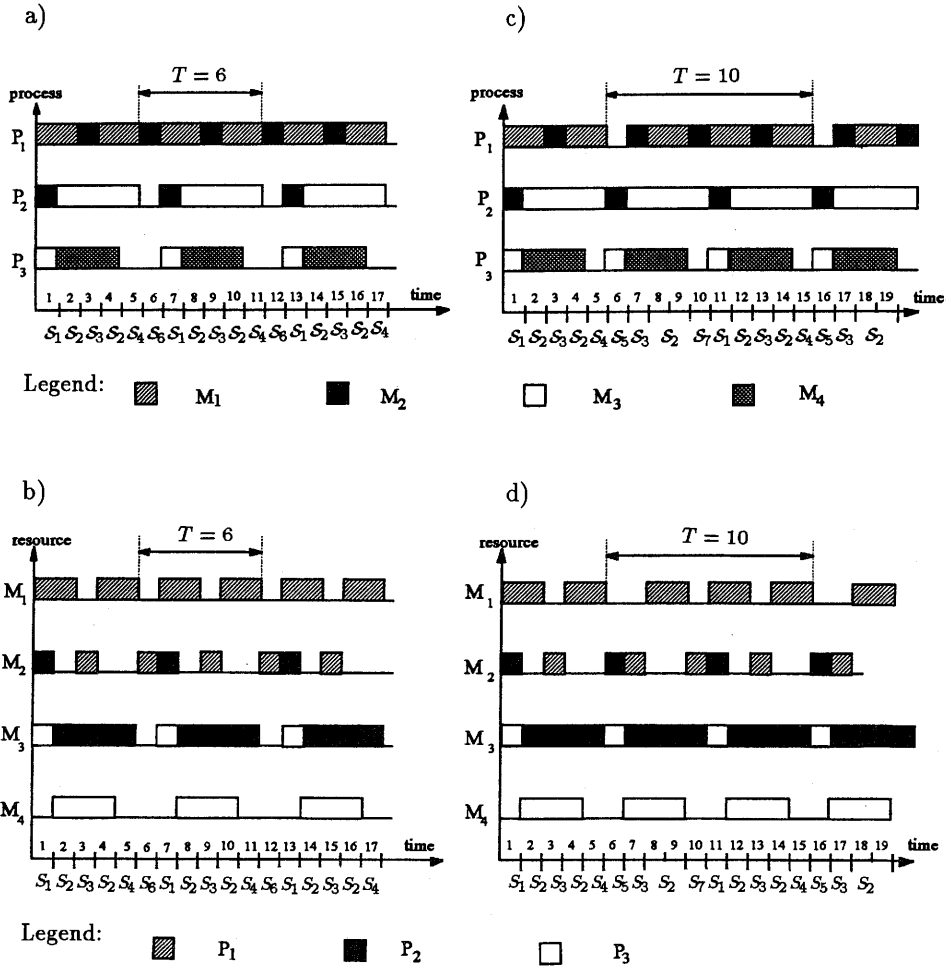 a)
T = 6
process
P1
P2
P3
1 2 3 4 5 6 7 8 9 10 11 12 13 14 15 16 17 time
S1 S2 S3 S2 S4 S6 S1 S2 S3 S2 S4 S6 S1 S2 S3 S2 S4
c)
T = 10
process
P1
P2
P3
1 2 3 4 5 6 7 8 9 10 11 12 13 14 15 16 17 18 19 time
S1 S2 S3 S2 S4 S5 S3 S2 S7 S1 S2 S3 S2 S4 S5 S3 S2
Legend: M1 M2 M3 M4
b)
T = 6
resource
M1
M2
M3
M4
1 2 3 4 5 6 7 8 9 10 11 12 13 14 15 16 17 time
S1 S2 S3 S2 S4 S6 S1 S2 S3 S2 S4 S6 S1 S2 S3 S2 S4
d)
T = 10
resource
M1
M2
M3
M4
1 2 3 4 5 6 7 8 9 10 11 12 13 14 15 16 17 18 19 time
S1 S2 S3 S2 S4 S5 S3 S2 S7 S1 S2 S3 S2 S4 S5 S3 S2
Legend: P1 P2 P3